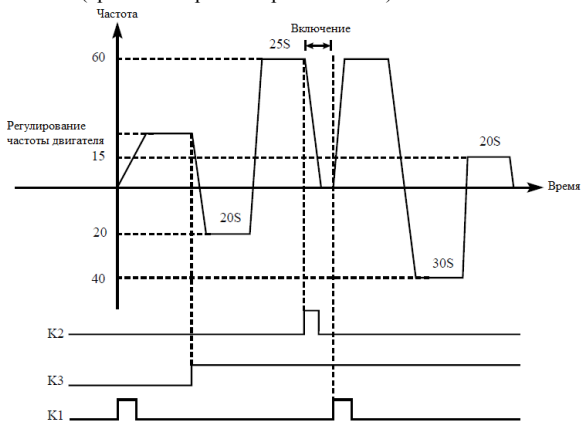 Частота
25S
Включение
60
Регулирование
частоты двигателя
15
20S
Время
20S
20
30S
40
K2
K3
K1